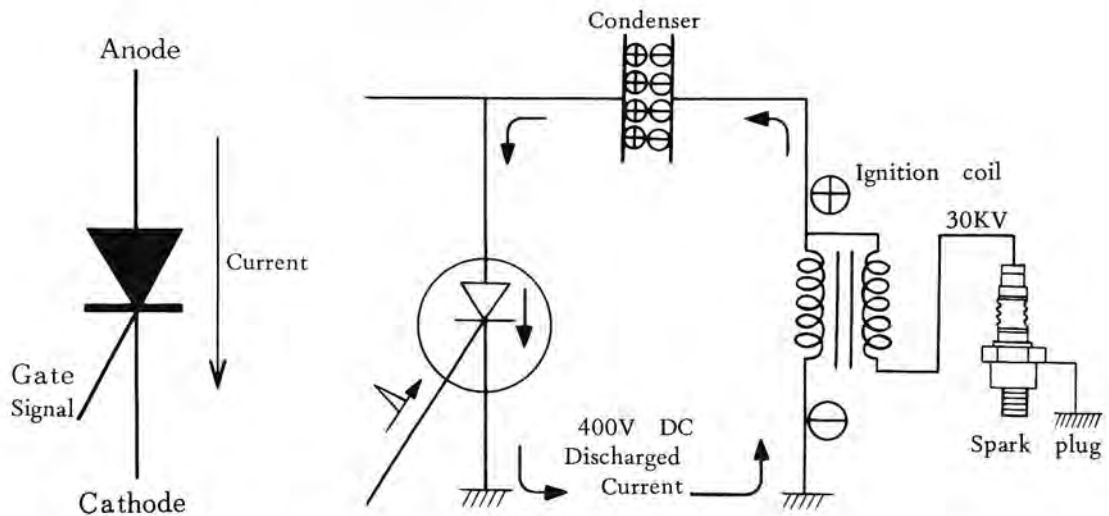 Anode
Current
Gate
Signal
Cathode
Condenser
⊕⊖
⊕⊖
⊕⊖
⊕⊖
Ignition coil
⊕
30KV
⊖
400V DC
Discharged
Current
Spark plug